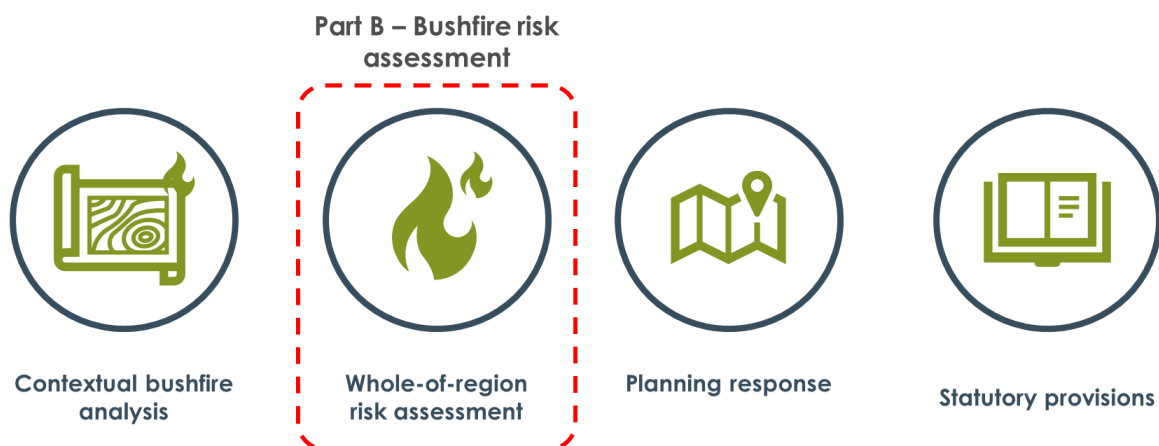 Part B – Bushfire risk
assessment
Contextual bushfire
analysis
Whole-of-region
risk assessment
Planning response
Statutory provisions